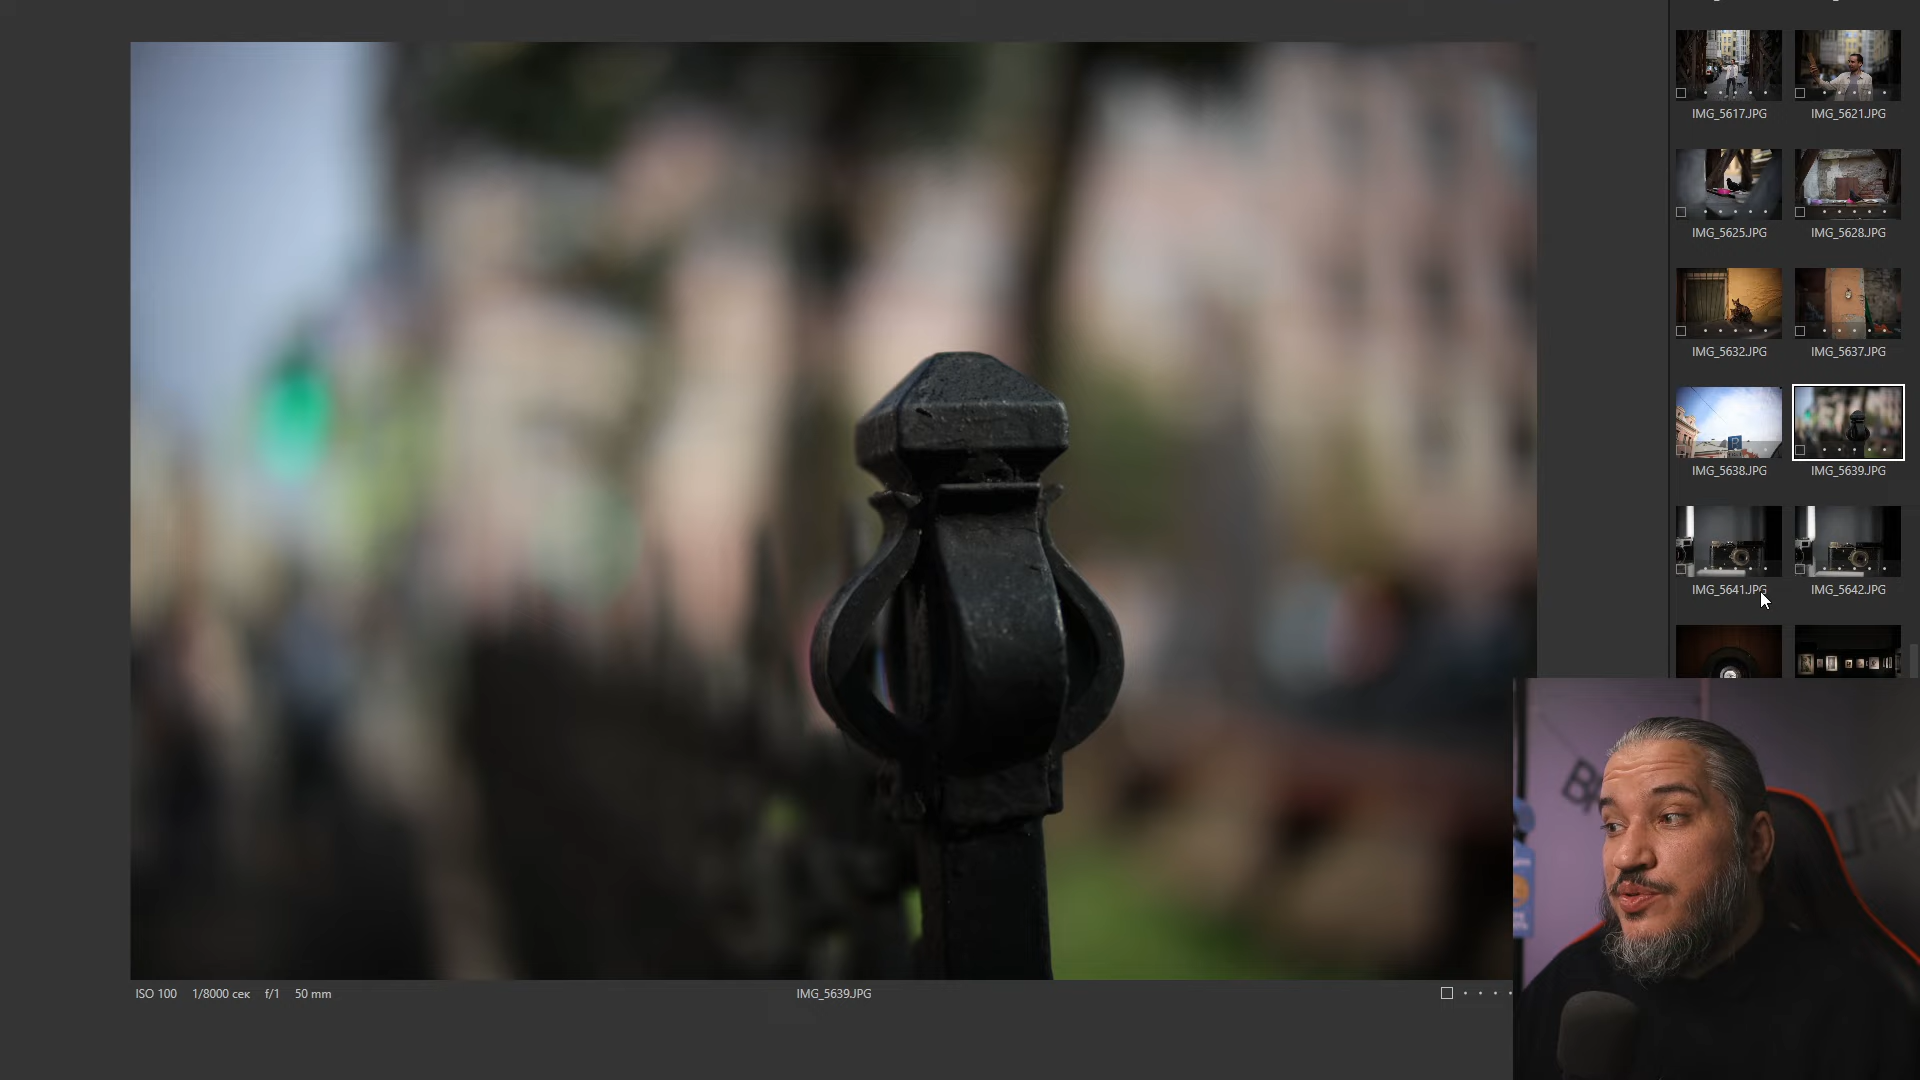 IMG_5617.JPG IMG_5621.JPG
IMG_5625.JPG IMG_5628.JPG
IMG_5632.JPG IMG_5637.JPG
IMG_5638.JPG IMG_5639.JPG
IMG_5641.JPG IMG_5642.JPG
ISO 100 1/8000 сек f/1 50 mm IMG_5639.JPG